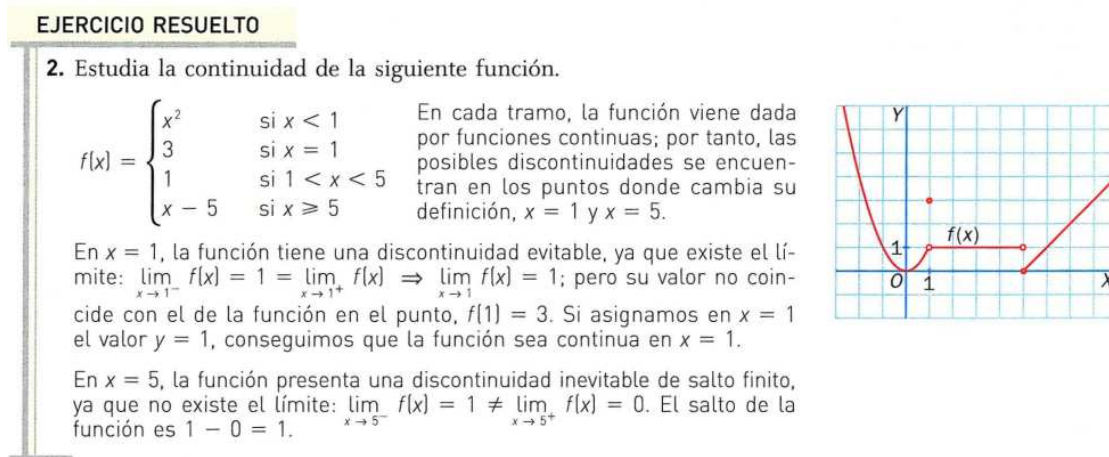 EJERCICIO RESUELTO
2. Estudia la continuidad de la siguiente función.
f(x) = { x² si x < 1
3 si x = 1
1 si 1 < x < 5
x − 5 si x ⩾ 5
En cada tramo, la función viene dada
por funciones continuas; por tanto, las
posibles discontinuidades se encuen-
tran en los puntos donde cambia su
definición, x = 1 y x = 5.
En x = 1, la función tiene una discontinuidad evitable, ya que existe el lí-
mite: lim x→1⁻ f(x) = 1 = lim x→1⁺ f(x) ⇒ lim x→1 f(x) = 1; pero su valor no coin-
cide con el de la función en el punto, f(1) = 3. Si asignamos en x = 1
el valor y = 1, conseguimos que la función sea continua en x = 1.
En x = 5, la función presenta una discontinuidad inevitable de salto finito,
ya que no existe el límite: lim x→5⁻ f(x) = 1 ≠ lim x→5⁺ f(x) = 0. El salto de la
función es 1 − 0 = 1.
Y
f(x)
1
0 1
X